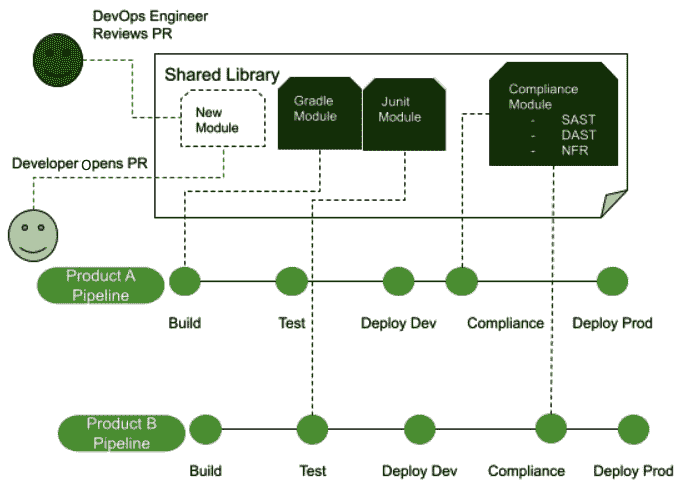 DevOps Engineer
Reviews PR
Shared Library
New
Module
Gradle
Module
Junit
Module
Compliance
Module
- SAST
- DAST
- NFR
Developer Opens PR
Product A
Pipeline
Build
Test
Deploy Dev
Compliance
Deploy Prod
Product B
Pipeline
Build
Test
Deploy Dev
Compliance
Deploy Prod